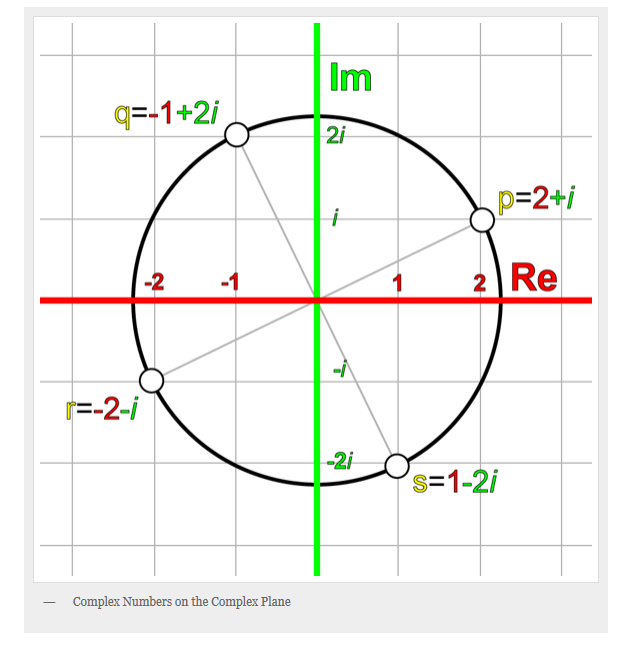 Im
q=-1+2i
2i
p=2+i
i
-2 -1 1 2 Re
-i
r=-2-i
-2i
s=1-2i
— Complex Numbers on the Complex Plane